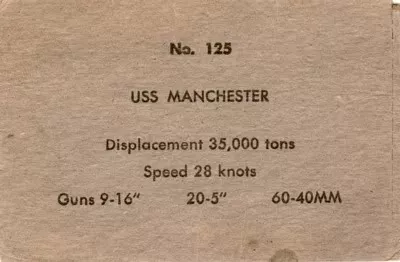 No. 125
USS MANCHESTER
Displacement 35,000 tons
Speed 28 knots
Guns 9-16" 20-5" 60-40MM